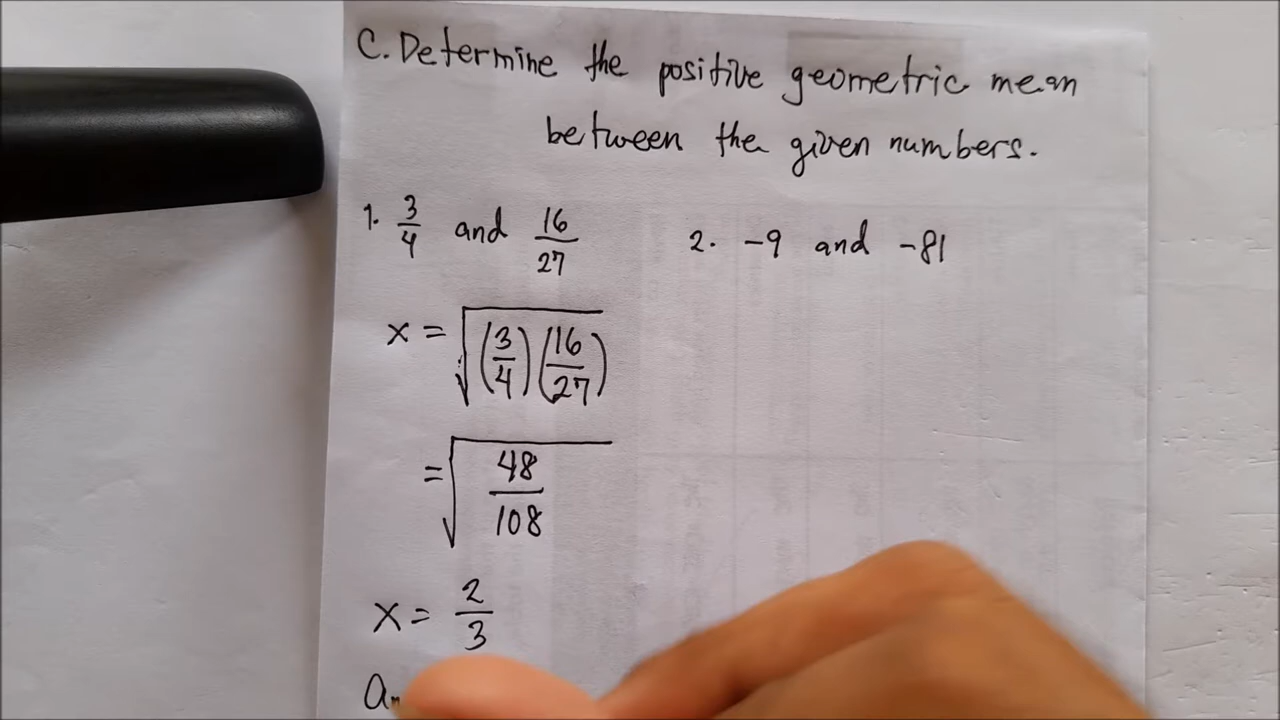 C. Determine the positive geometric mean
between the given numbers.
1. 3/4 and 16/27
2. -9 and -81
x = √(3/4)(16/27)
= √48/108
x = 2/3